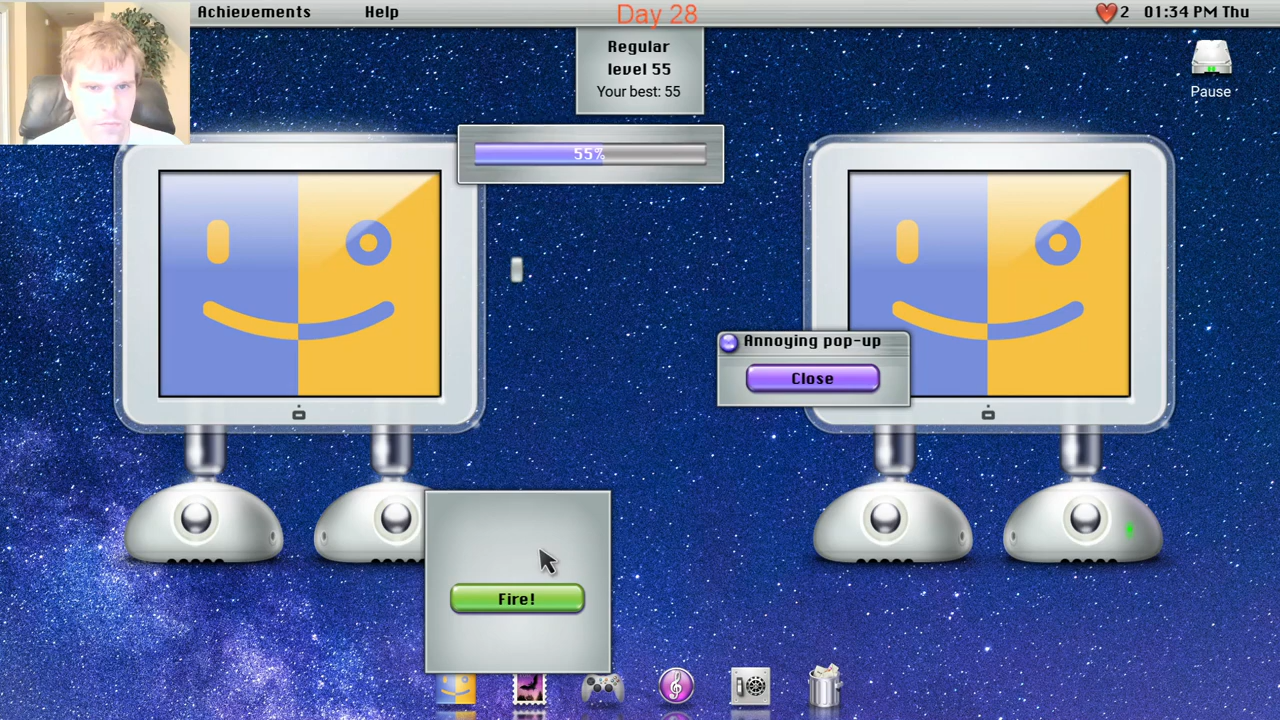 Achievements Help Day 28 2 01:34 PM Thu
Regular
level 55
Your best: 55
Pause
55%
Annoying pop-up
Close
Fire!